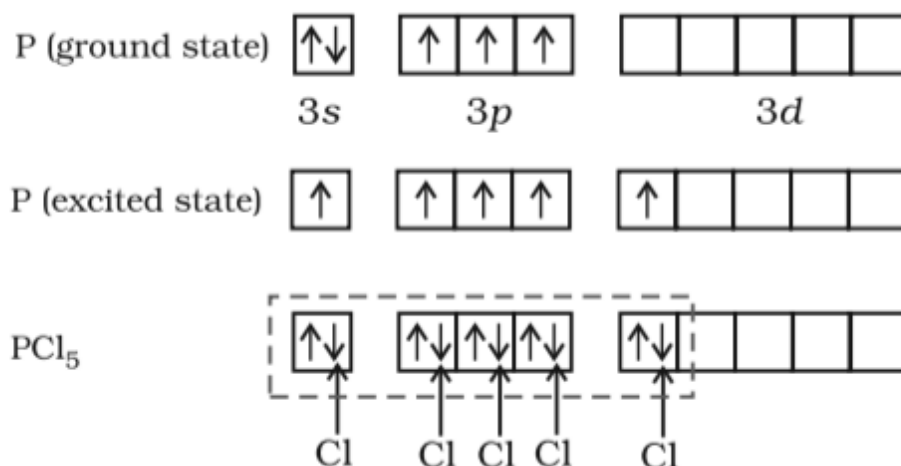 P (ground state)
3s 3p 3d
P (excited state)
PCl₅
Cl Cl Cl Cl Cl